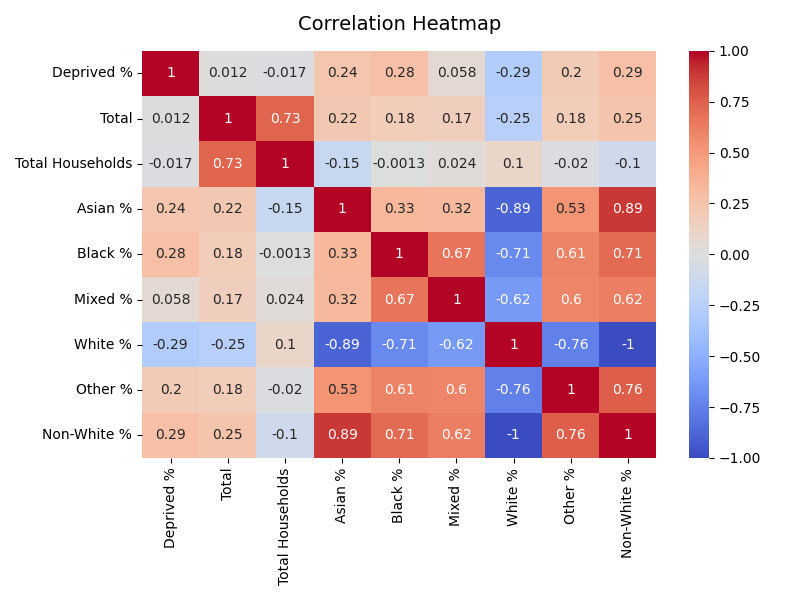 Correlation Heatmap
Deprived % 1 0.012 -0.017 0.24 0.28 0.058 -0.29 0.2 0.29
Total 0.012 1 0.73 0.22 0.18 0.17 -0.25 0.18 0.25
Total Households -0.017 0.73 1 -0.15 -0.0013 0.024 0.1 -0.02 -0.1
Asian % 0.24 0.22 -0.15 1 0.33 0.32 -0.89 0.53 0.89
Black % 0.28 0.18 -0.0013 0.33 1 0.67 -0.71 0.61 0.71
Mixed % 0.058 0.17 0.024 0.32 0.67 1 -0.62 0.6 0.62
White % -0.29 -0.25 0.1 -0.89 -0.71 -0.62 1 -0.76 -1
Other % 0.2 0.18 -0.02 0.53 0.61 0.6 -0.76 1 0.76
Non-White % 0.29 0.25 -0.1 0.89 0.71 0.62 -1 0.76 1
Deprived %
Total
Total Households
Asian %
Black %
Mixed %
White %
Other %
Non-White %
1.00
0.75
0.50
0.25
0.00
−0.25
−0.50
−0.75
−1.00